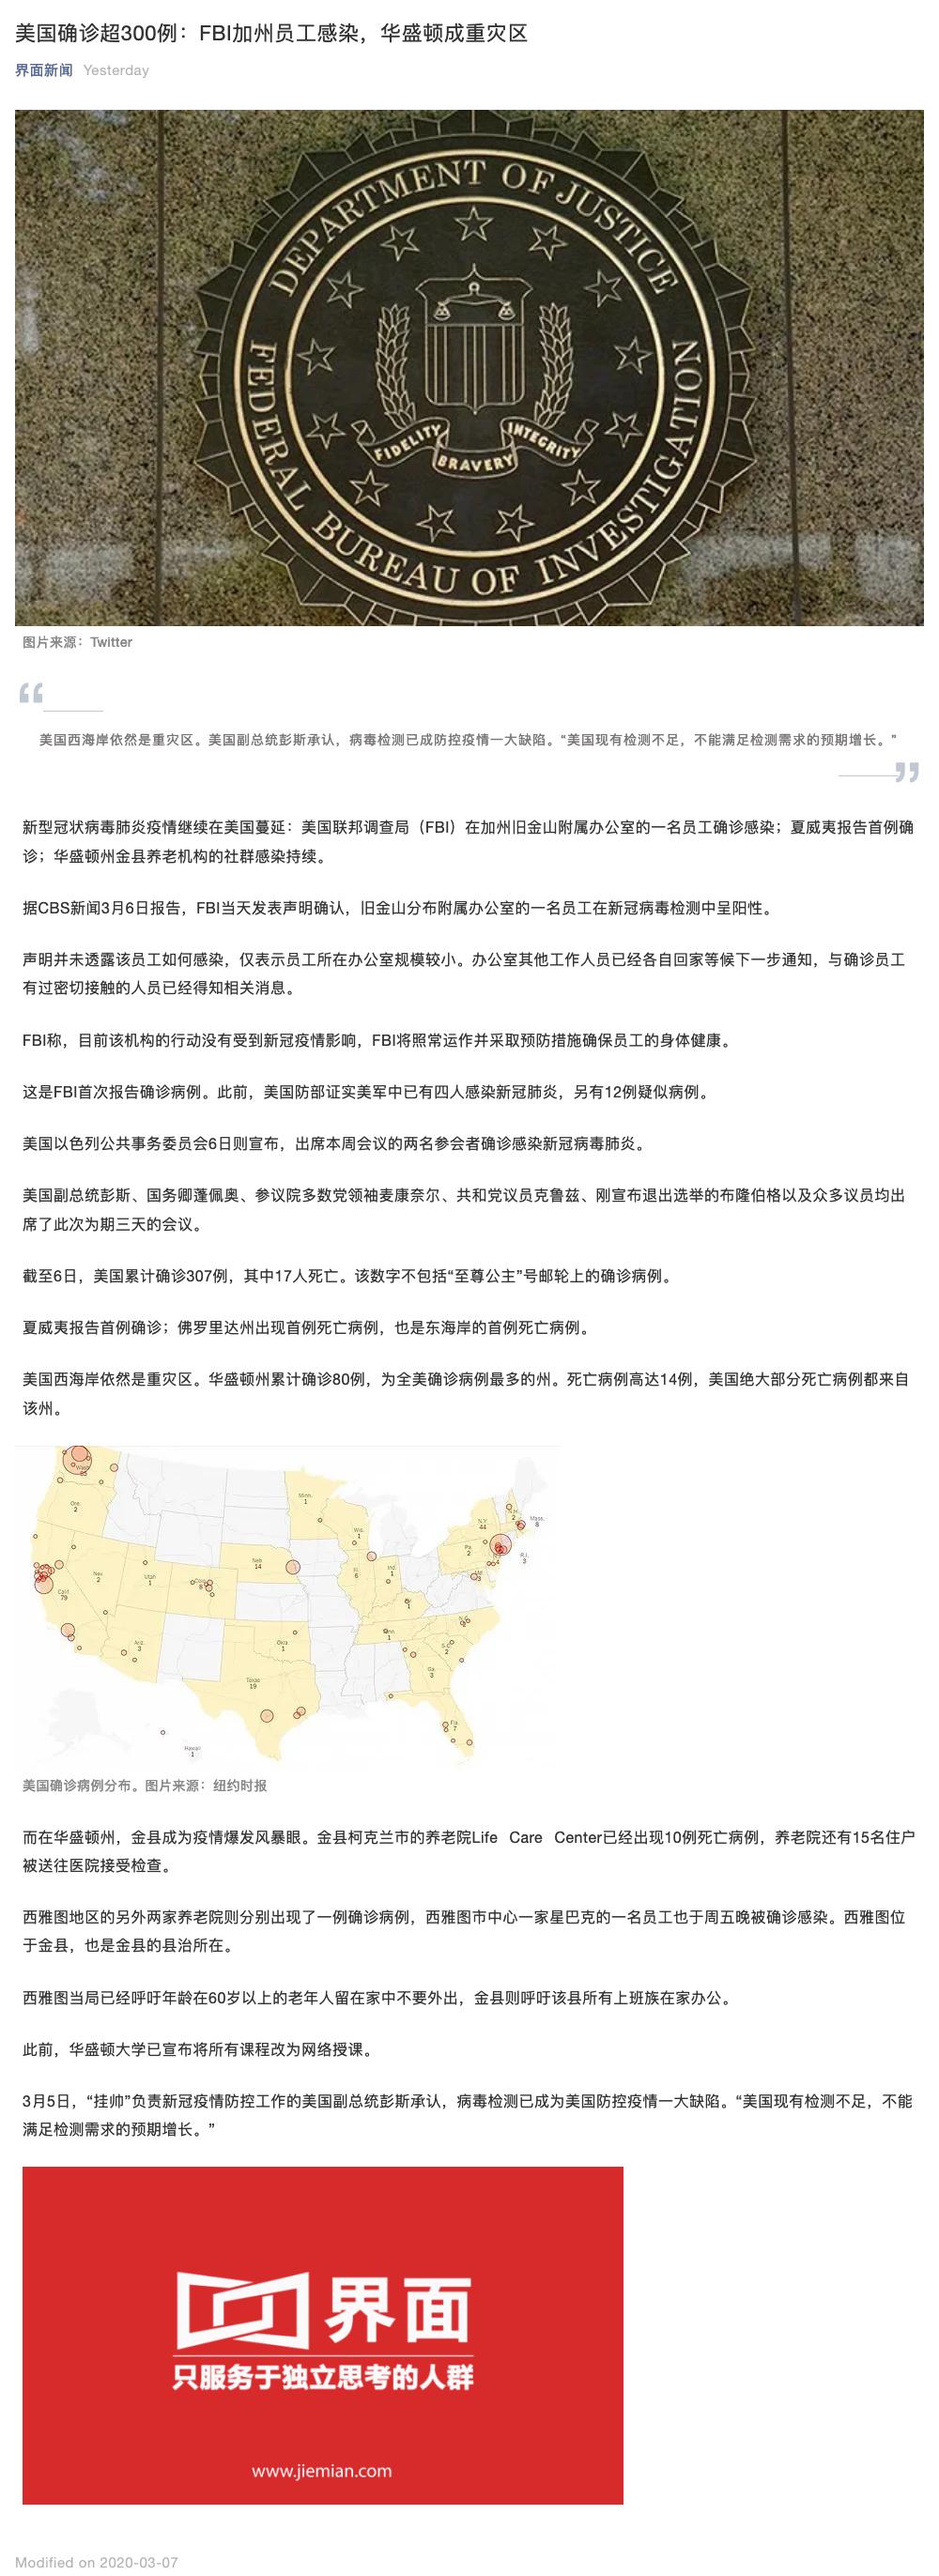 美国确诊超300例：FBI加州员工感染，华盛顿成重灾区
界面新闻 Yesterday
DEPARTMENT OF JUSTICE
FEDERAL BUREAU OF INVESTIGATION
FIDELITY
BRAVERY
INTEGRITY
图片来源：Twitter
“
美国西海岸依然是重灾区。美国副总统彭斯承认，病毒检测已成防控疫情一大缺陷。“美国现有检测不足，不能满足检测需求的预期增长。”
”
新型冠状病毒肺炎疫情继续在美国蔓延：美国联邦调查局（FBI）在加州旧金山附属办公室的一名员工确诊感染；夏威夷报告首例确
诊；华盛顿州金县养老机构的社群感染持续。
据CBS新闻3月6日报告，FBI当天发表声明确认，旧金山分布附属办公室的一名员工在新冠病毒检测中呈阳性。
声明并未透露该员工如何感染，仅表示员工所在办公室规模较小。办公室其他工作人员已经各自回家等候下一步通知，与确诊员工
有过密切接触的人员已经得知相关消息。
FBI称，目前该机构的行动没有受到新冠疫情影响，FBI将照常运作并采取预防措施确保员工的身体健康。
这是FBI首次报告确诊病例。此前，美国防部证实美军中已有四人感染新冠肺炎，另有12例疑似病例。
美国以色列公共事务委员会6日则宣布，出席本周会议的两名参会者确诊感染新冠病毒肺炎。
美国副总统彭斯、国务卿蓬佩奥、参议院多数党领袖麦康奈尔、共和党议员克鲁兹、刚宣布退出选举的布隆伯格以及众多议员均出
席了此次为期三天的会议。
截至6日，美国累计确诊307例，其中17人死亡。该数字不包括“至尊公主”号邮轮上的确诊病例。
夏威夷报告首例确诊；佛罗里达州出现首例死亡病例，也是东海岸的首例死亡病例。
美国西海岸依然是重灾区。华盛顿州累计确诊80例，为全美确诊病例最多的州。死亡病例高达14例，美国绝大部分死亡病例都来自
该州。
Wash.
Minn.
1
Ore.
2
N.H.
2
Mass.
8
N.Y.
44
Wis.
1
Pa.
2
R.I.
3
Neb
14
Nev.
2
Utah
1
Colo.
8
Ill.
6
Ind.
1
Calif.
79
Ariz.
3
Okla.
1
S.C.
2
Ga.
2
Texas
19
Fla.
7
Hawaii
1
美国确诊病例分布。图片来源：纽约时报
而在华盛顿州，金县成为疫情爆发风暴眼。金县柯克兰市的养老院Life Care Center已经出现10例死亡病例，养老院还有15名住户
被送往医院接受检查。
西雅图地区的另外两家养老院则分别出现了一例确诊病例，西雅图市中心一家星巴克的一名员工也于周五晚被确诊感染。西雅图位
于金县，也是金县的县治所在。
西雅图当局已经呼吁年龄在60岁以上的老年人留在家中不要外出，金县则呼吁该县所有上班族在家办公。
此前，华盛顿大学已宣布将所有课程改为网络授课。
3月5日，“挂帅”负责新冠疫情防控工作的美国副总统彭斯承认，病毒检测已成为美国防控疫情一大缺陷。“美国现有检测不足，不能
满足检测需求的预期增长。”
界面
只服务于独立思考的人群
www.jiemian.com
Modified on 2020-03-07